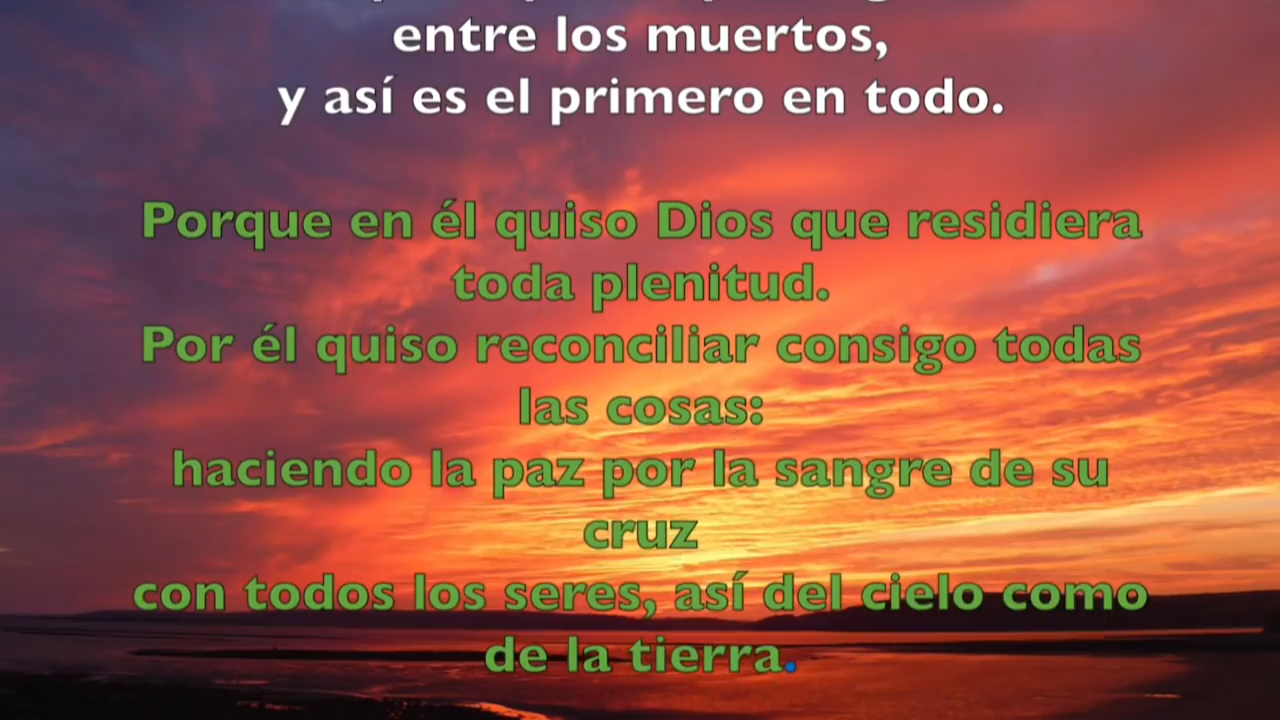 entre los muertos,
y así es el primero en todo.
Porque en él quiso Dios que residiera
toda plenitud.
Por él quiso reconciliar consigo todas
las cosas:
haciendo la paz por la sangre de su
cruz
con todos los seres, así del cielo como
de la tierra.